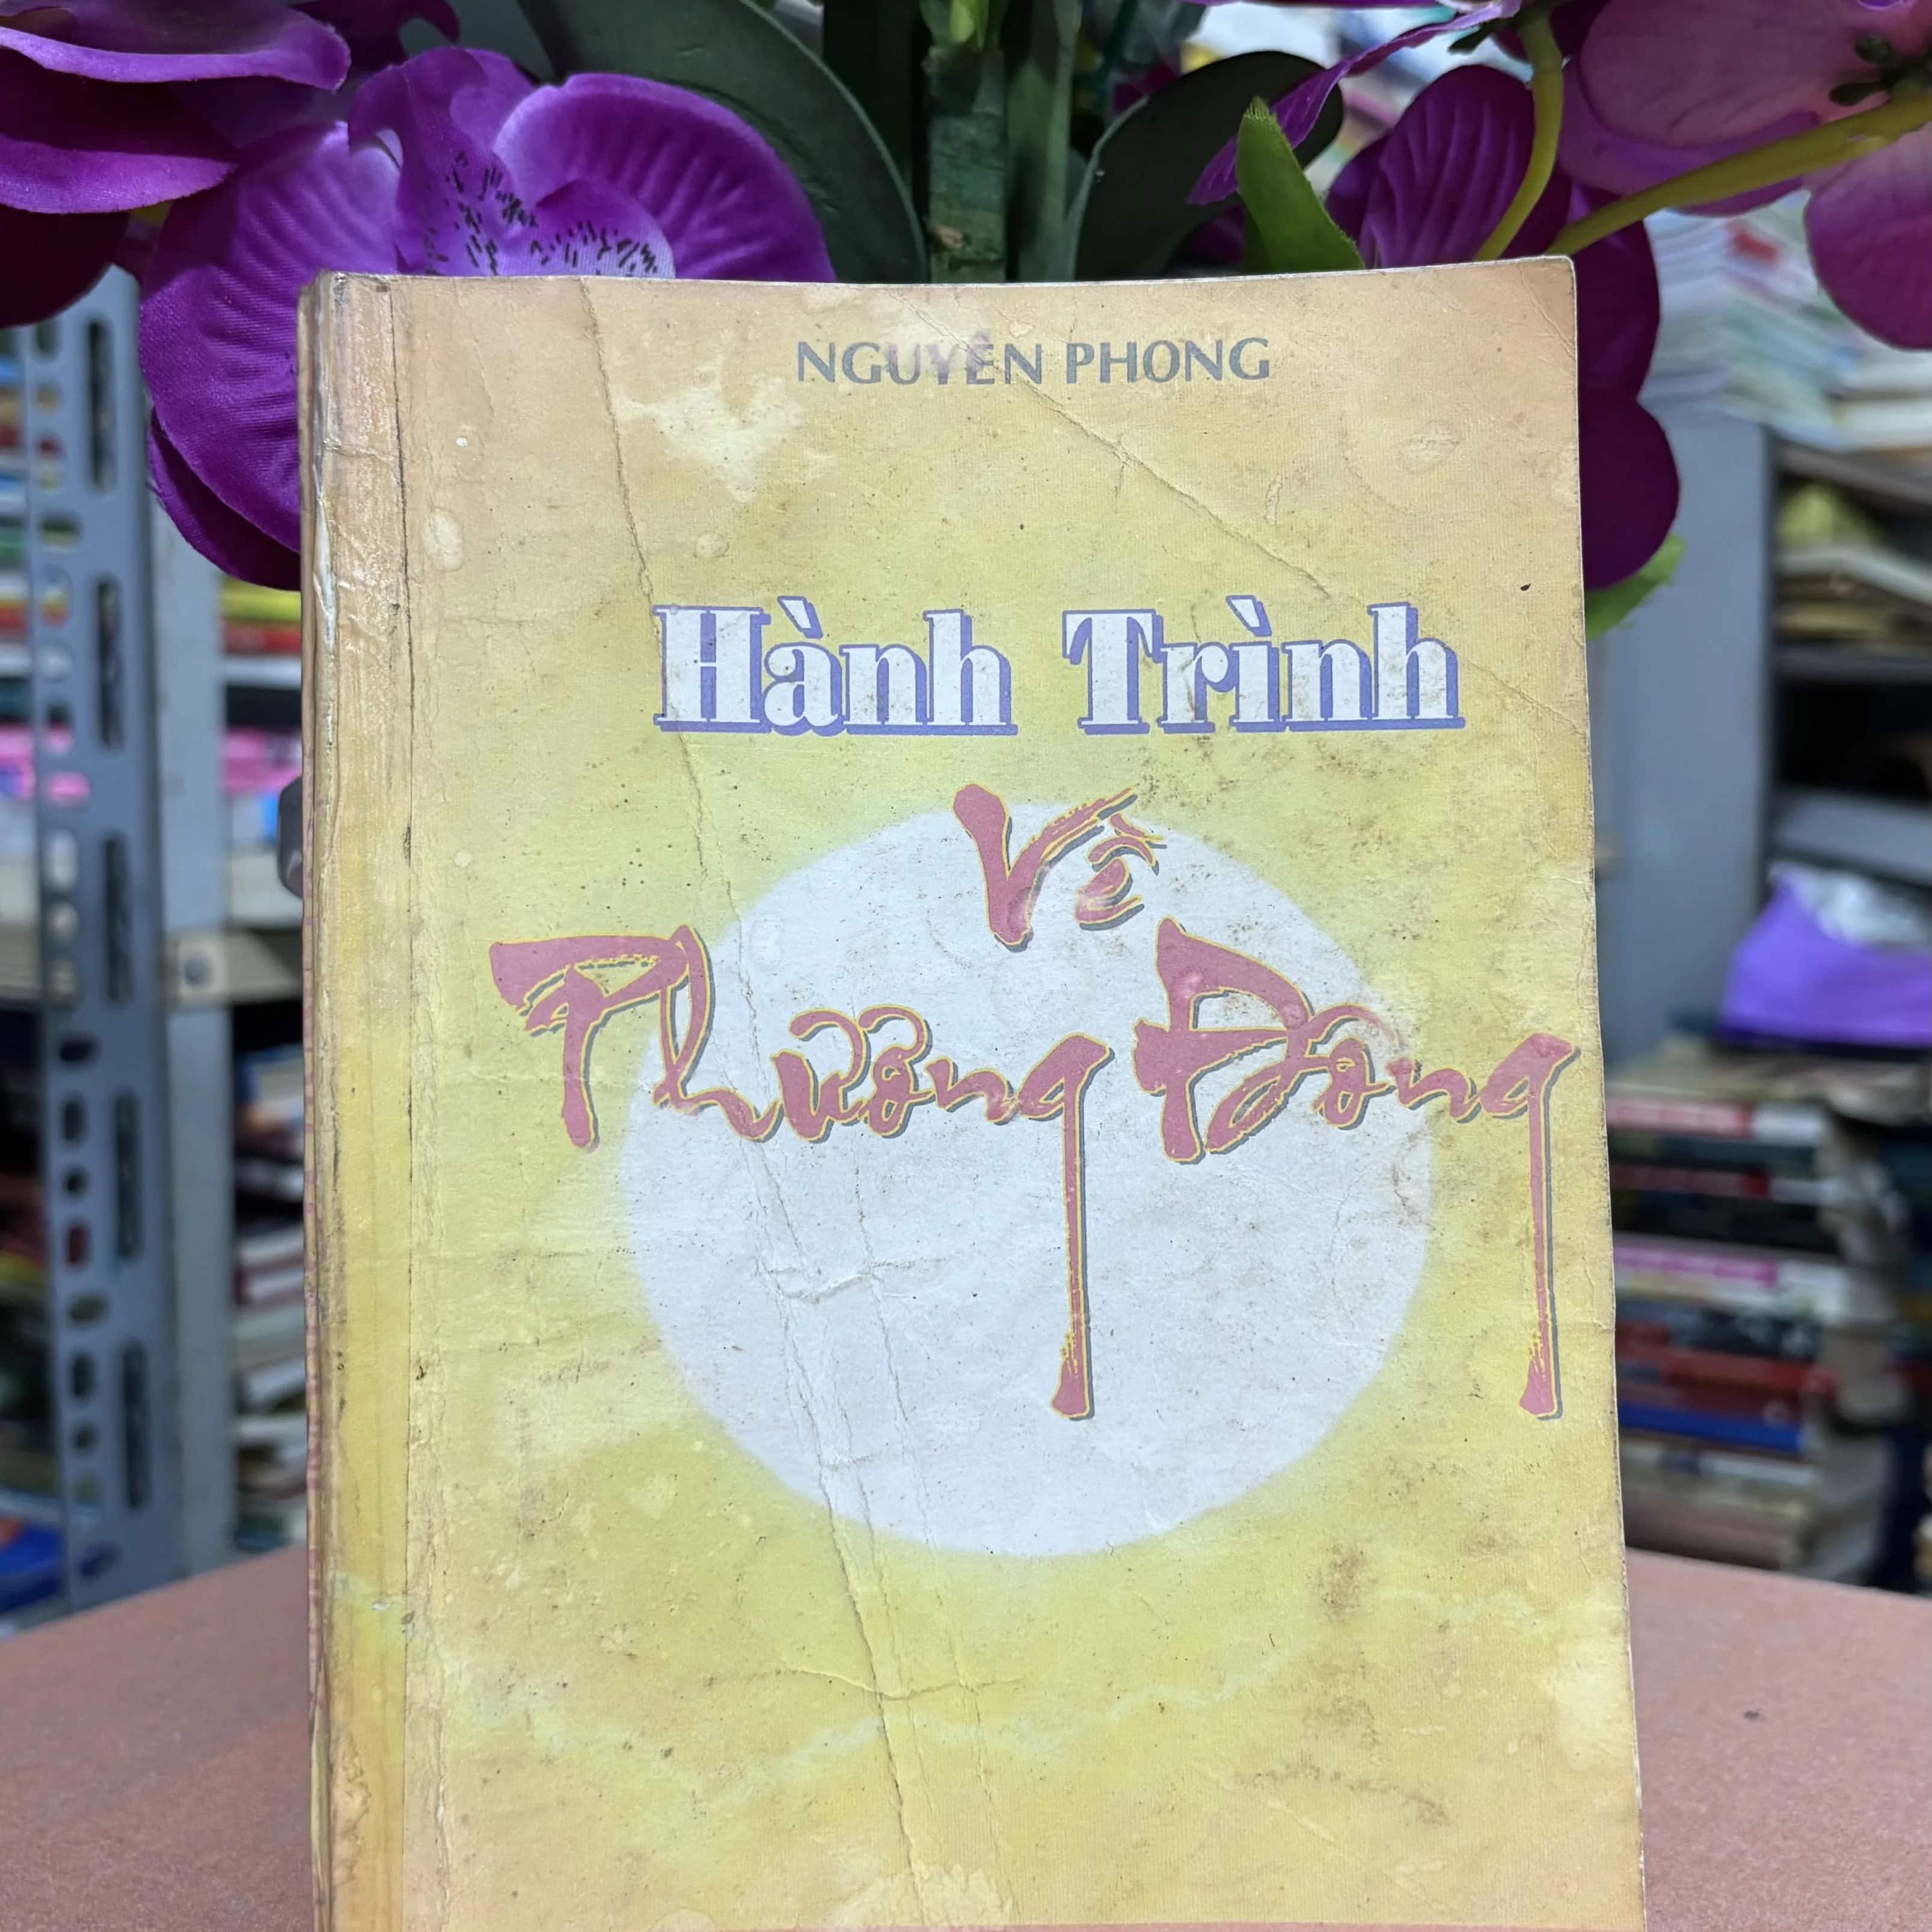 NGUYÊN PHONG
Hành Trình
Về
Phương Đông